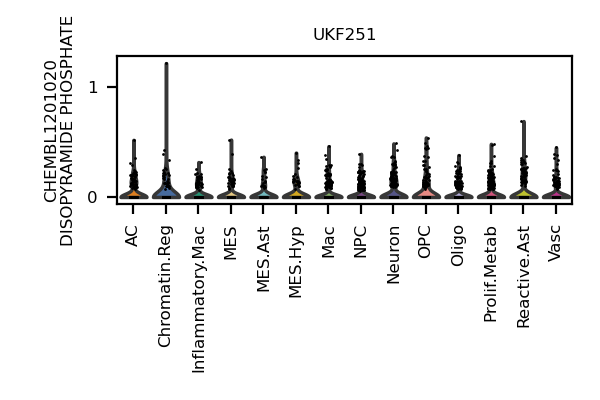 UKF251
CHEMBL1201020
DISOPYRAMIDE PHOSPHATE
1
0
AC
Chromatin.Reg
Inflammatory.Mac
MES
MES.Ast
MES.Hyp
Mac
NPC
Neuron
OPC
Oligo
Prolif.Metab
Reactive.Ast
Vasc